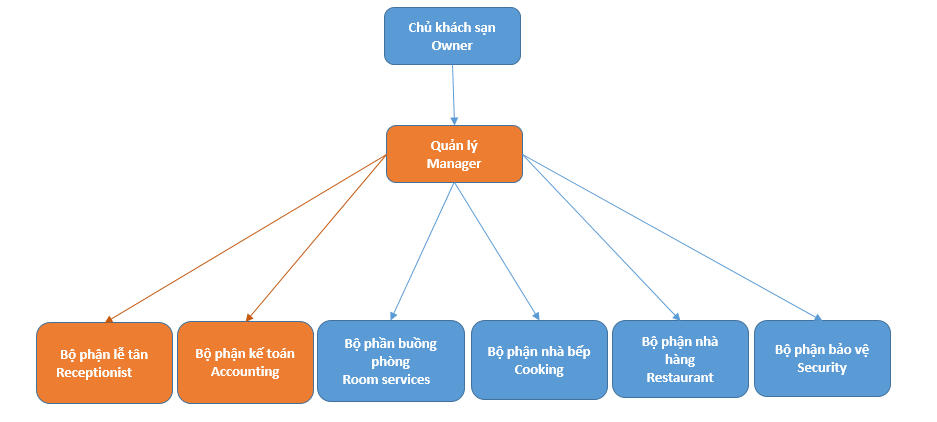 Chủ khách sạn
Owner
Quản lý
Manager
Bộ phận lễ tân
Receptionist
Bộ phận kế toán
Accounting
Bộ phần buồng
phòng
Room services
Bộ phận nhà bếp
Cooking
Bộ phận nhà
hàng
Restaurant
Bộ phận bảo vệ
Security